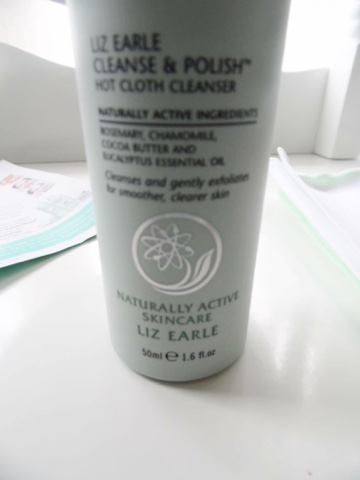 LIZ EARLE
CLEANSE & POLISH™
HOT CLOTH CLEANSER
NATURALLY ACTIVE INGREDIENTS
ROSEMARY, CHAMOMILE,
COCOA BUTTER AND
EUCALYPTUS ESSENTIAL OIL
Cleanses and gently exfoliates
for smoother, clearer skin
NATURALLY ACTIVE
SKINCARE
LIZ EARLE
50ml ℮ 1.6 fl.oz